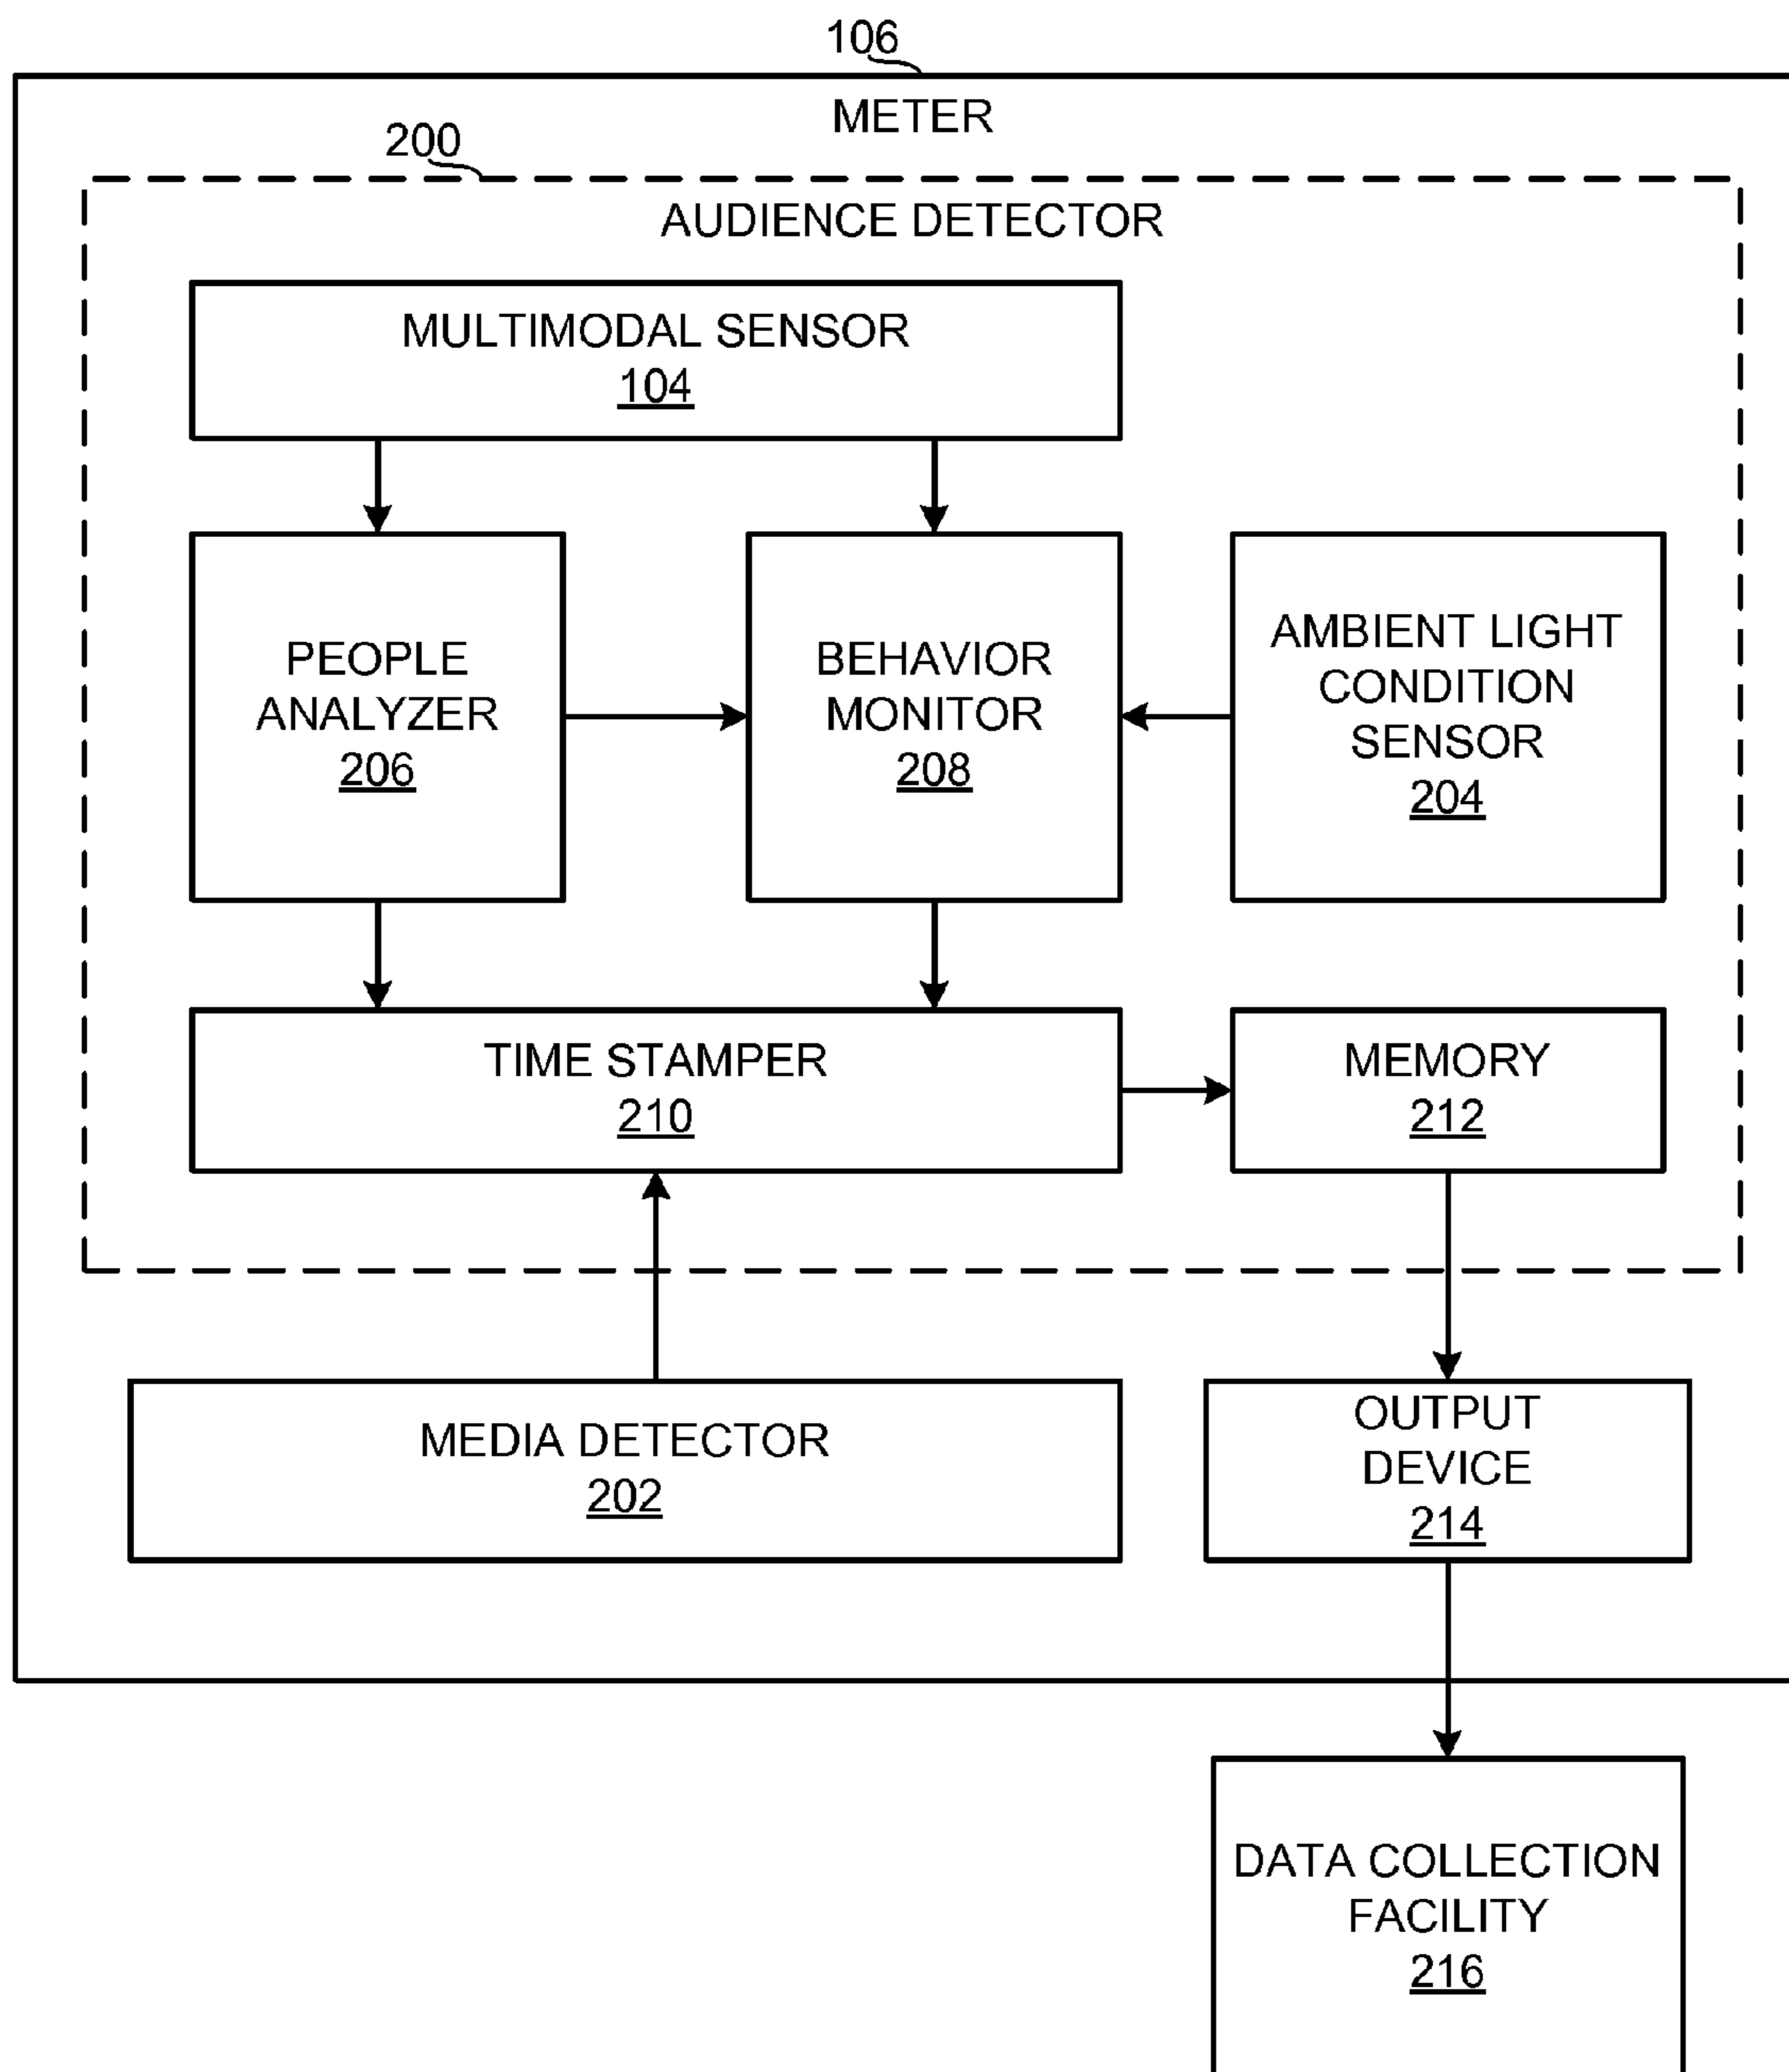 106
METER
200
AUDIENCE DETECTOR
MULTIMODAL SENSOR
104
PEOPLE
ANALYZER
206
BEHAVIOR
MONITOR
208
AMBIENT LIGHT
CONDITION
SENSOR
204
TIME STAMPER
210
MEMORY
212
MEDIA DETECTOR
202
OUTPUT
DEVICE
214
DATA COLLECTION
FACILITY
216